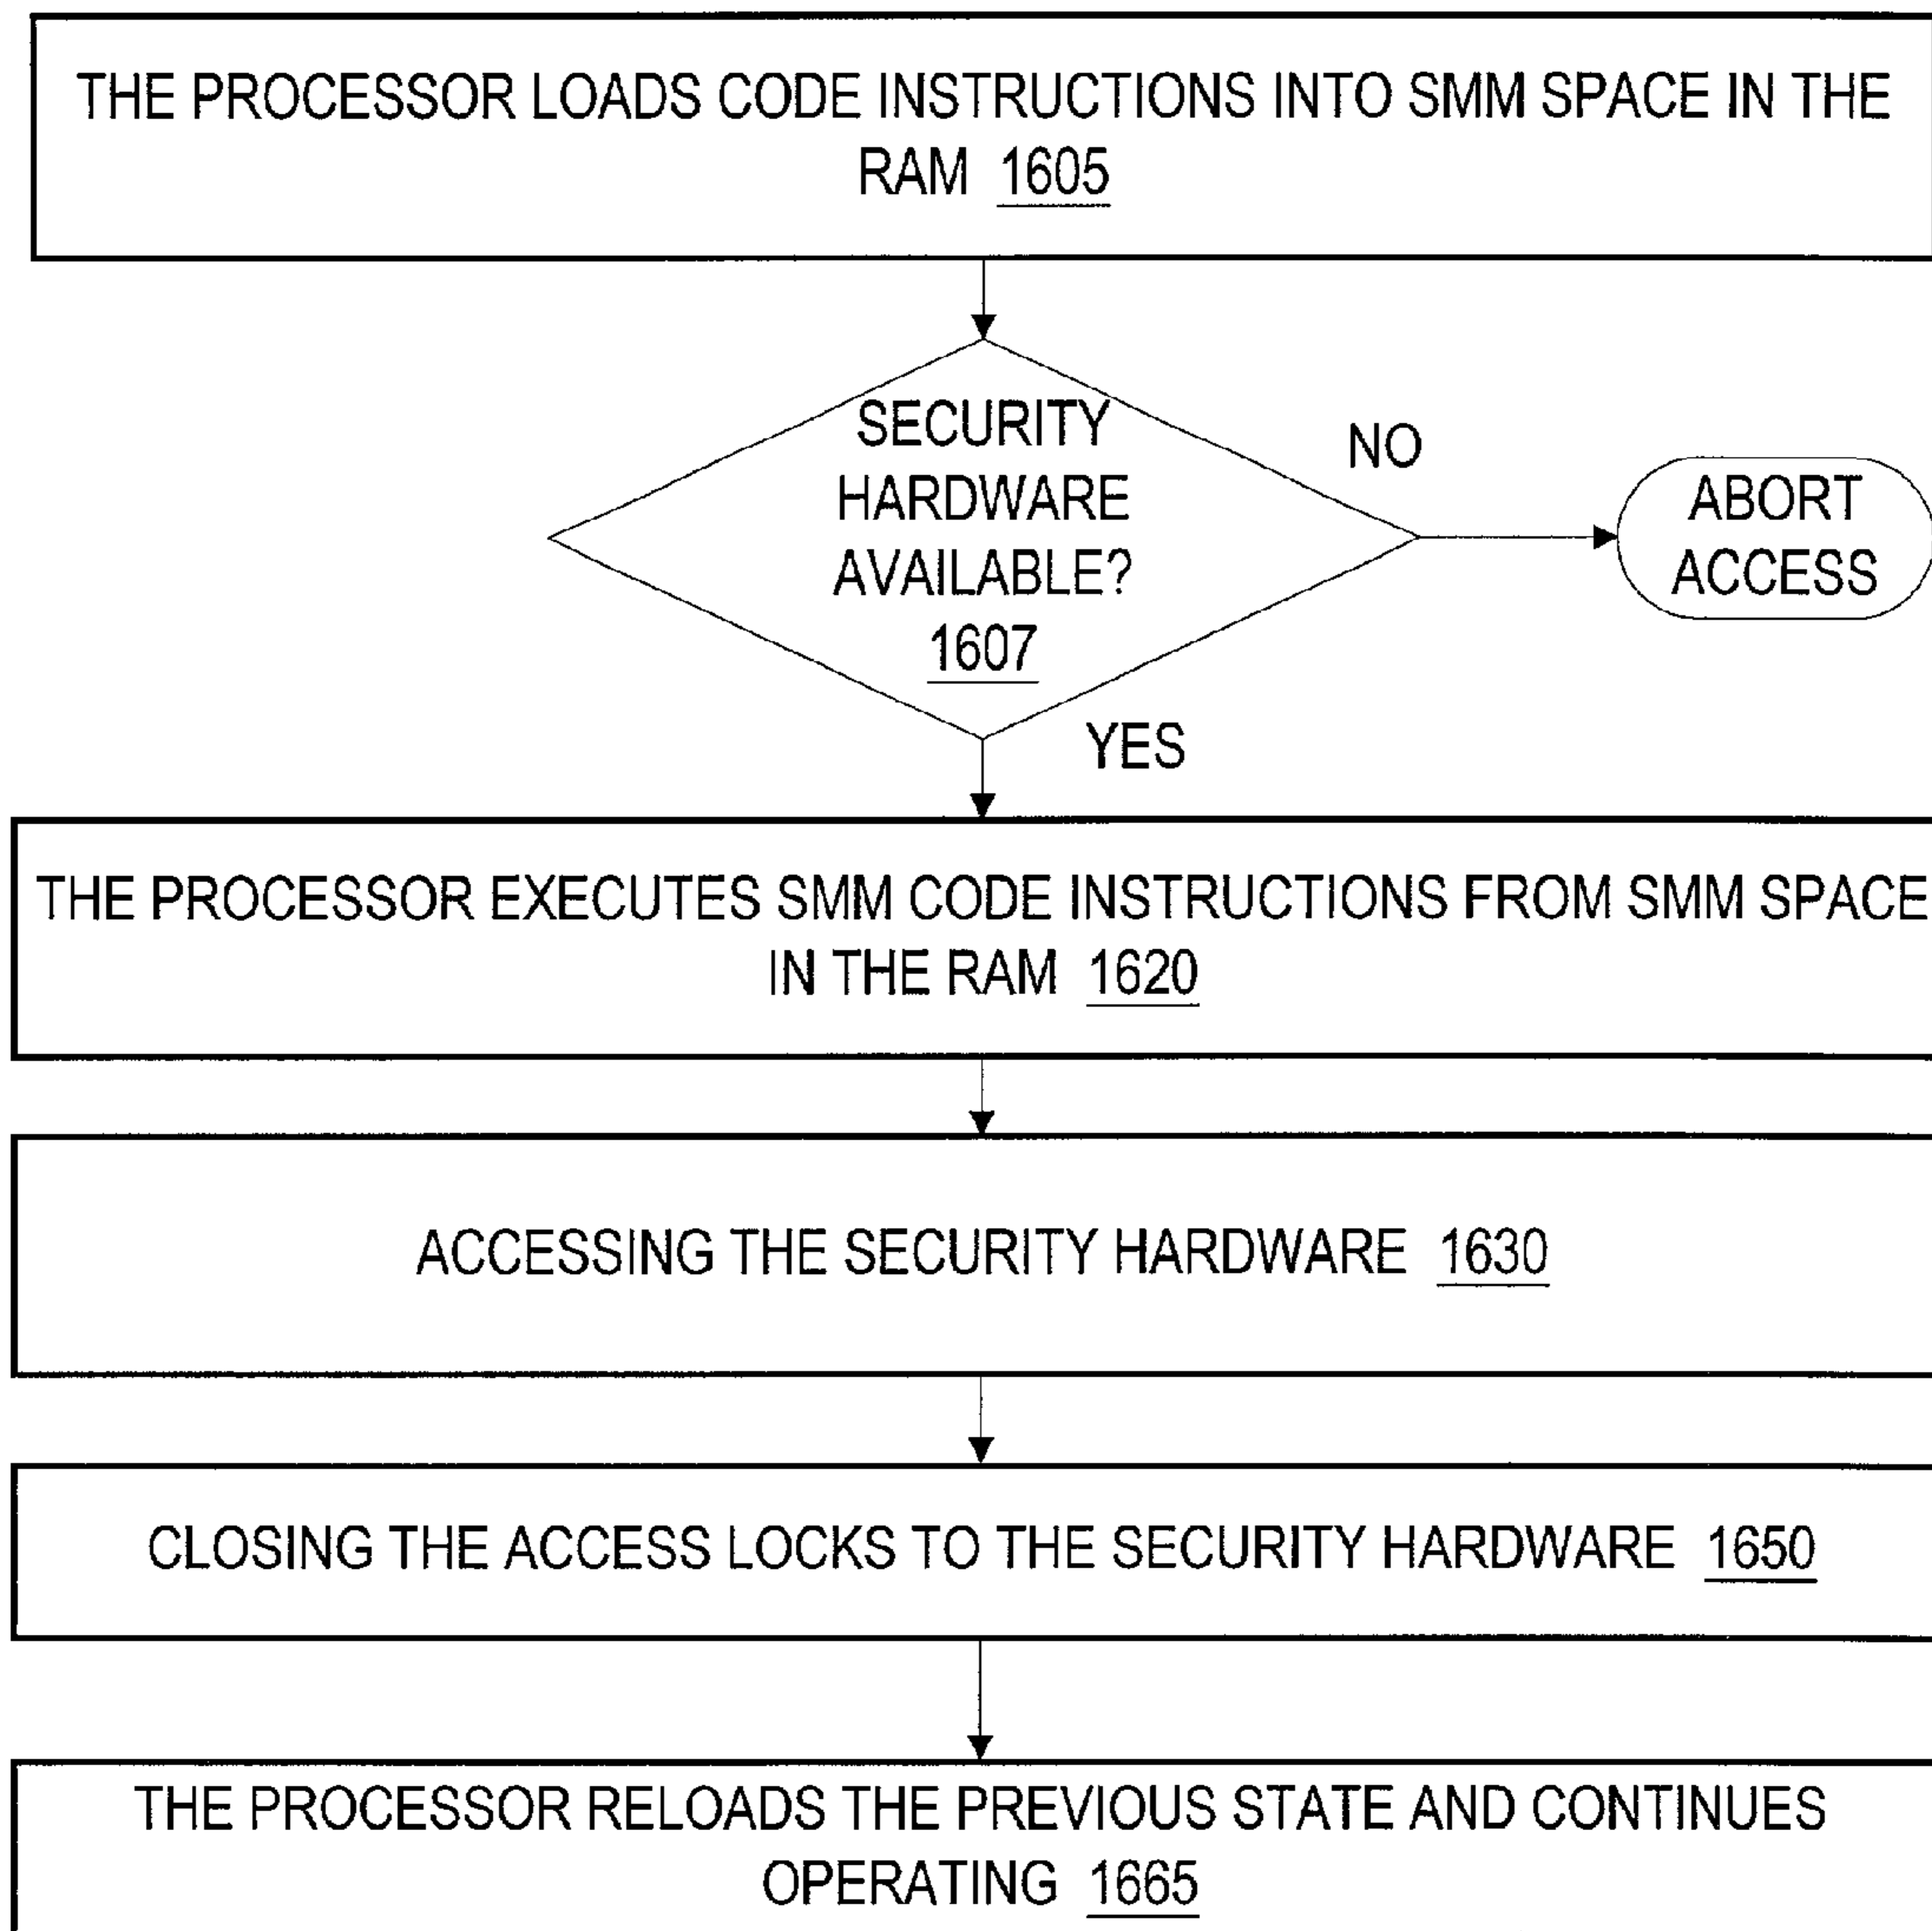 THE PROCESSOR LOADS CODE INSTRUCTIONS INTO SMM SPACE IN THE
RAM 1605
SECURITY
HARDWARE
AVAILABLE?
1607
NO
ABORT
ACCESS
YES
THE PROCESSOR EXECUTES SMM CODE INSTRUCTIONS FROM SMM SPACE
IN THE RAM 1620
ACCESSING THE SECURITY HARDWARE 1630
CLOSING THE ACCESS LOCKS TO THE SECURITY HARDWARE 1650
THE PROCESSOR RELOADS THE PREVIOUS STATE AND CONTINUES
OPERATING 1665